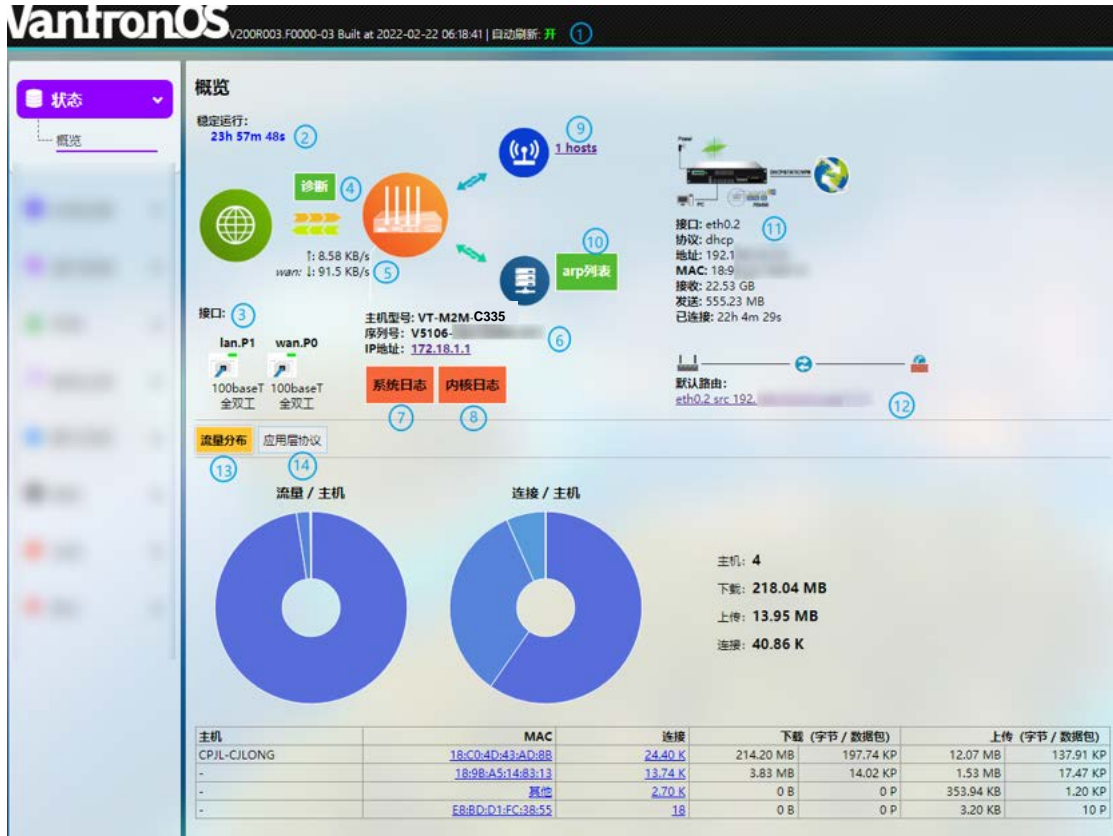 VantronOS V200R003.F0000-03 Built at 2022-02-22 06:18:41 | 自动刷新: 开 1
状态
概览
概览
稳定运行:
23h 57m 48s 2
诊断 4
↑: 8.58 KB/s
wan: ↓: 91.5 KB/s 5
9
1 hosts
10
arp列表
接口: 3
lan.P1 wan.P0
100baseT 100baseT
全双工 全双工
主机型号: VT-M2M-C335
序列号: V5106-
IP地址: 172.18.1.1
6
系统日志 内核日志
7 8
Power
PC
接口: eth0.2
协议: dhcp
地址: 192.1
MAC: 18:9
接收: 22.53 GB
发送: 555.23 MB
已连接: 22h 4m 29s
11
默认路由:
eth0.2 src 192.
12
流量分布 应用层协议
13 14
流量 / 主机 连接 / 主机
主机: 4
下载: 218.04 MB
上传: 13.95 MB
连接: 40.86 K
主机 MAC 连接 下载 (字节 / 数据包) 上传 (字节 / 数据包)
CPJL-CJLONG 18:C0:4D:43:AD:8B 24.40 K 214.20 MB 197.74 KP 12.07 MB 137.91 KP
- 18:9B:A5:14:83:13 13.74 K 3.83 MB 14.02 KP 1.53 MB 17.47 KP
- 其他 2.70 K 0 B 0 P 353.94 KB 1.20 KP
- E8:BD:D1:FC:38:55 18 0 B 0 P 3.20 KB 10 P